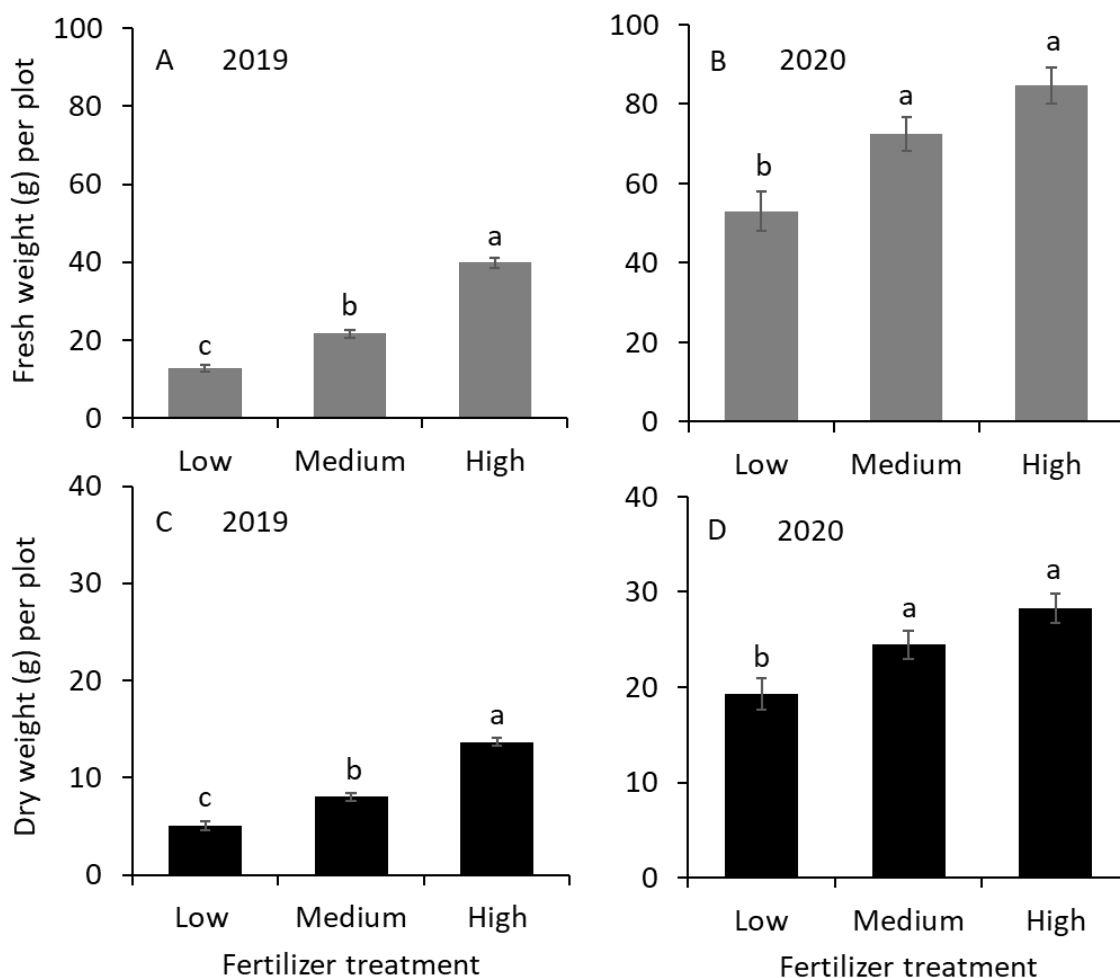 Fresh weight (g) per plot
100
80
60
40
20
0
A 2019
c
b
a
Low Medium High
100
80
60
40
20
0
B 2020
b
a
a
Low Medium High
Dry weight (g) per plot
40
30
20
10
0
C 2019
c
b
a
Low Medium High
Fertilizer treatment
40
30
20
10
0
D 2020
b
a
a
Low Medium High
Fertilizer treatment